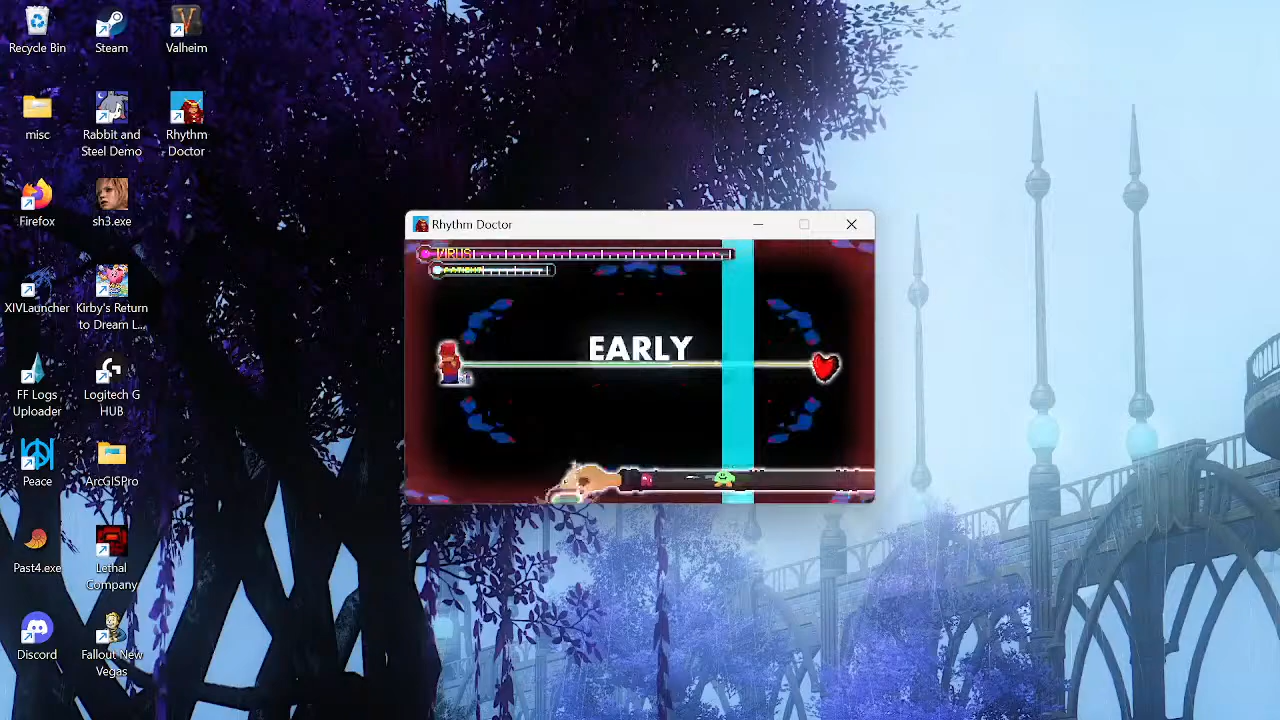 Recycle Bin
Steam
Valheim
misc
Rabbit and
Steel Demo
Rhythm
Doctor
Firefox
sh3.exe
XIVLauncher
Kirby's Return
to Dream L...
FF Logs
Uploader
Logitech G
HUB
Peace
ArcGISPro
Past4.exe
Lethal
Company
Discord
Fallout New
Vegas
Rhythm Doctor
VIRUS
PATIENT
EARLY